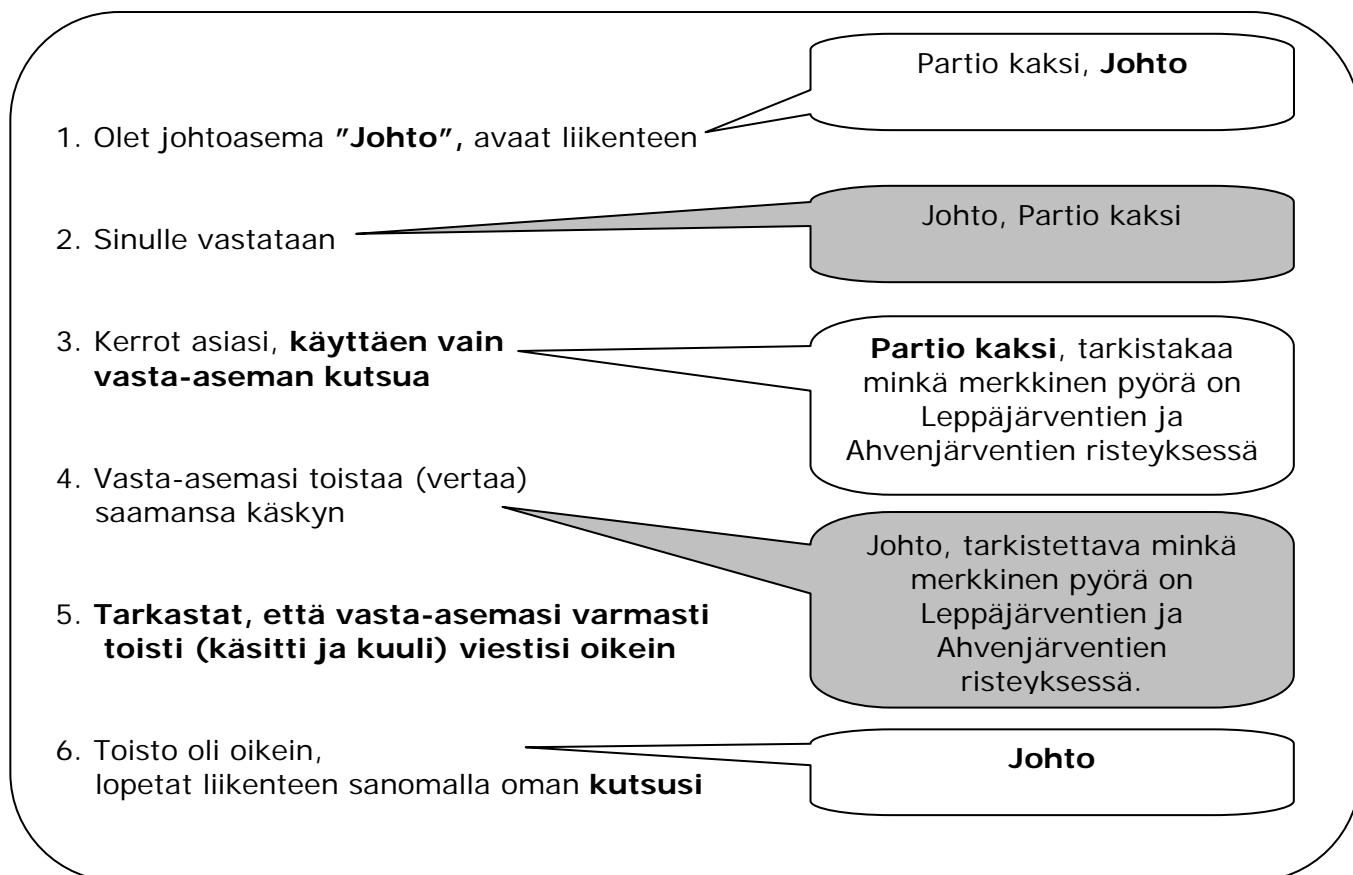 Partio kaksi, Johto
1. Olet johtoasema "Johto", avaat liikenteen
Johto, Partio kaksi
2. Sinulle vastataan
3. Kerrot asiasi, käyttäen vain
vasta-aseman kutsua
Partio kaksi, tarkistakaa
minkä merkkinen pyörä on
Leppäjärventien ja
Ahvenjärventien risteyksessä
4. Vasta-asemasi toistaa (vertaa)
saamansa käskyn
Johto, tarkistettava minkä
merkkinen pyörä on
Leppäjärventien ja
Ahvenjärventien
risteyksessä.
5. Tarkastat, että vasta-asemasi varmasti
toisti (käsitti ja kuuli) viestisi oikein
6. Toisto oli oikein,
lopetat liikenteen sanomalla oman kutsusi
Johto